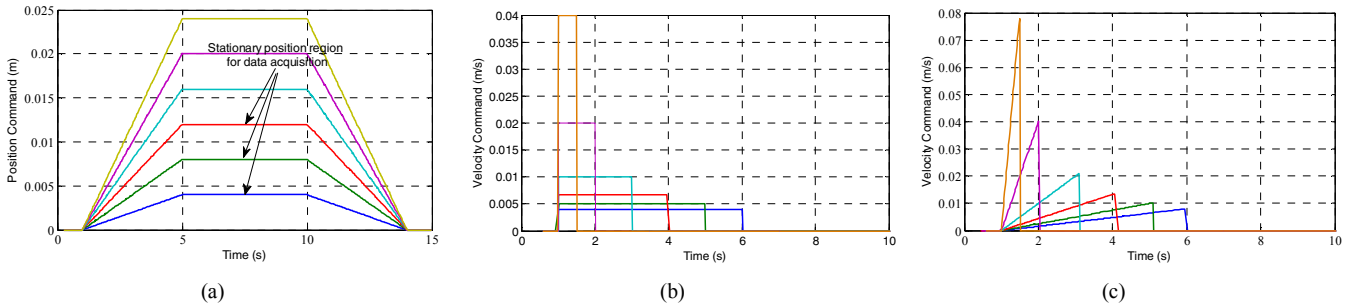 0.025
0.02
0.015
0.01
0.005
0
Position Command (m)
Stationary position region
for data acquisition
0 5 10 15
Time (s)
(a)
0.04
0.035
0.03
0.025
0.02
0.015
0.01
0.005
0
Velocity Command (m/s)
0 2 4 6 8 10
Time (s)
(b)
0.08
0.07
0.06
0.05
0.04
0.03
0.02
0.01
0.00
Velocity Command (m/s)
0 2 4 6 8 10
Time (s)
(c)